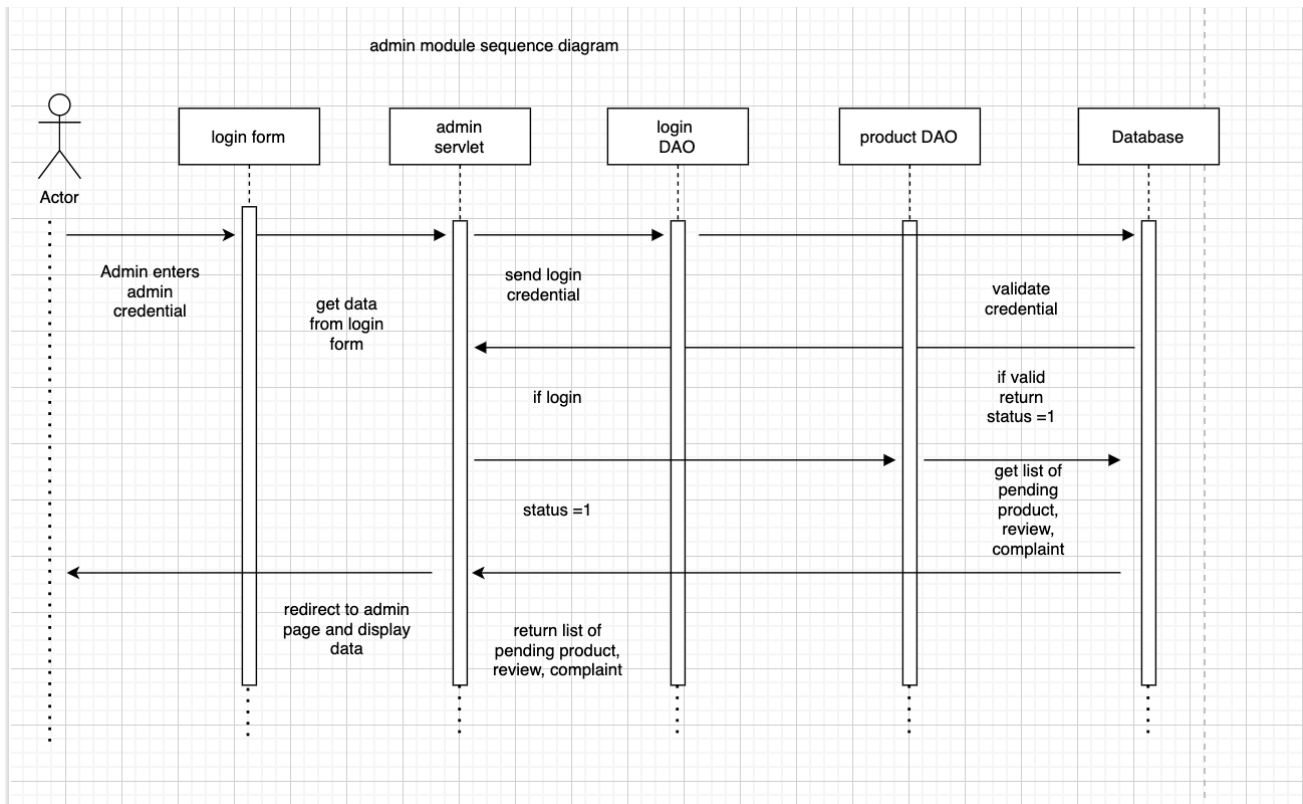 admin module sequence diagram
Actor
login form
admin
servlet
login
DAO
product DAO
Database
Admin enters
admin
credential
get data
from login
form
send login
credential
validate
credential
if login
if valid
return
status =1
status =1
get list of
pending
product,
review,
complaint
redirect to admin
page and display
data
return list of
pending product,
review, complaint